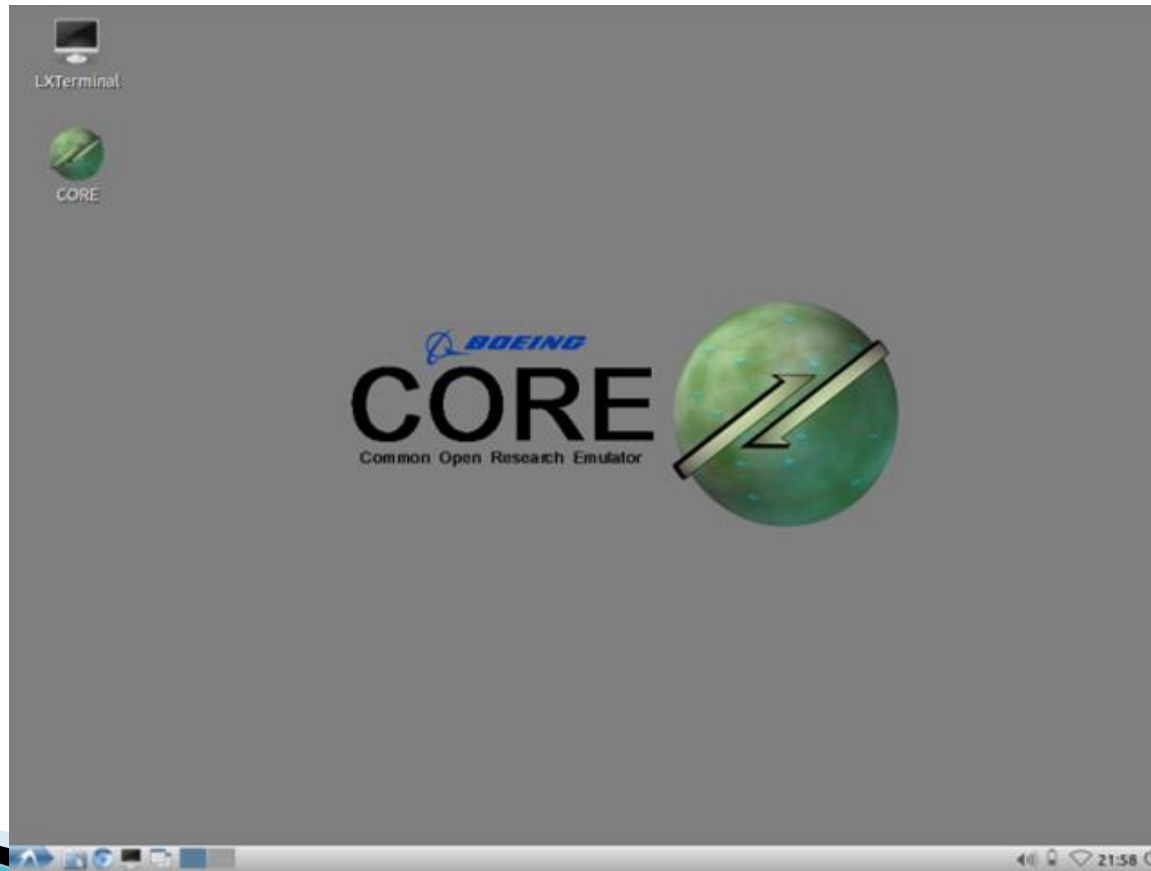 LXTerminal
CORE
BOEING
CORE
Common Open Research Emulator
21:58